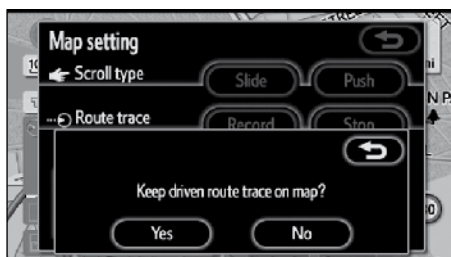 Map setting
Scroll type Slide Push
Route trace Record Stop
Keep driven route trace on map?
Yes No